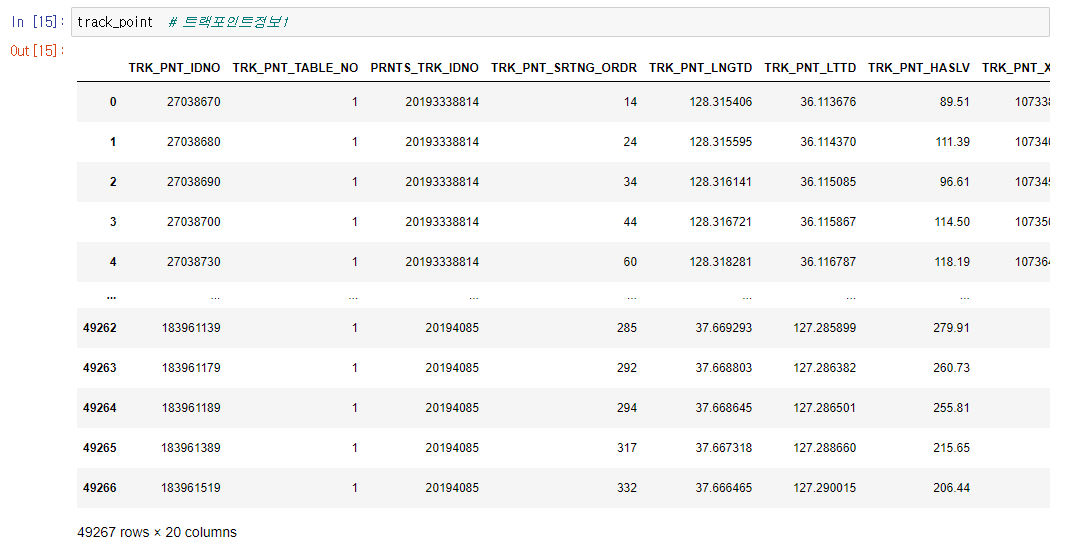 In [15]: track_point # 트랙포인트정보1
Out[15]:
TRK_PNT_IDNO TRK_PNT_TABLE_NO PRNTS_TRK_IDNO TRK_PNT_SRTNG_ORDR TRK_PNT_LNGTD TRK_PNT_LTTD TRK_PNT_HASLV TRK_PNT_X
0 27038670 1 20193338814 14 128.315406 36.113676 89.51 10733
1 27038680 1 20193338814 24 128.315595 36.114370 111.39 10734
2 27038690 1 20193338814 34 128.316141 36.115085 96.61 10734
3 27038700 1 20193338814 44 128.316721 36.115867 114.50 10735
4 27038730 1 20193338814 60 128.318281 36.116787 118.19 10736
... ... ... ... ... ... ... ...
49262 183961139 1 20194085 285 37.669293 127.285899 279.91
49263 183961179 1 20194085 292 37.668803 127.286382 260.73
49264 183961189 1 20194085 294 37.668645 127.286501 255.81
49265 183961389 1 20194085 317 37.667318 127.288660 215.65
49266 183961519 1 20194085 332 37.666465 127.290015 206.44
49267 rows × 20 columns